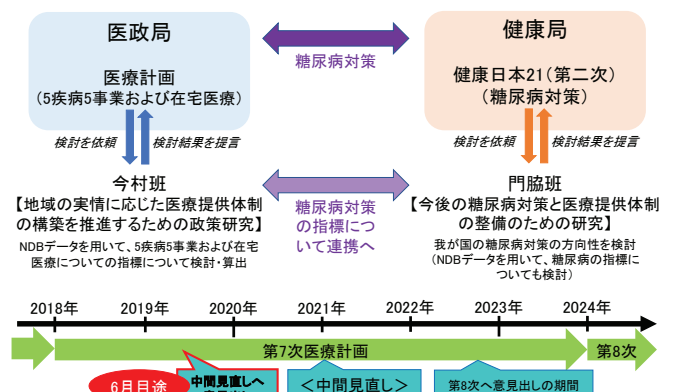 医政局
医療計画
（5疾病5事業および在宅医療）
糖尿病対策
健康局
健康日本21（第二次）
（糖尿病対策）
検討を依頼
検討結果を提言
検討を依頼
検討結果を提言
今村班
【地域の実情に応じた医療提供体制
の構築を推進するための政策研究】
NDBデータを用いて、5疾病5事業および在宅
医療についての指標について検討・算出
糖尿病対策
の指標につ
いて連携へ
門脇班
【今後の糖尿病対策と医療提供体制
の整備のための研究】
我が国の糖尿病対策の方向性を検討
（NDBデータを用いて、糖尿病の指標に
ついても検討）
2018年
2019年
2020年
2021年
2022年
2023年
2024年
第7次医療計画
第8次
6月目途
中間見直しへ
＜中間見直し＞
第8次へ意見出しの期間